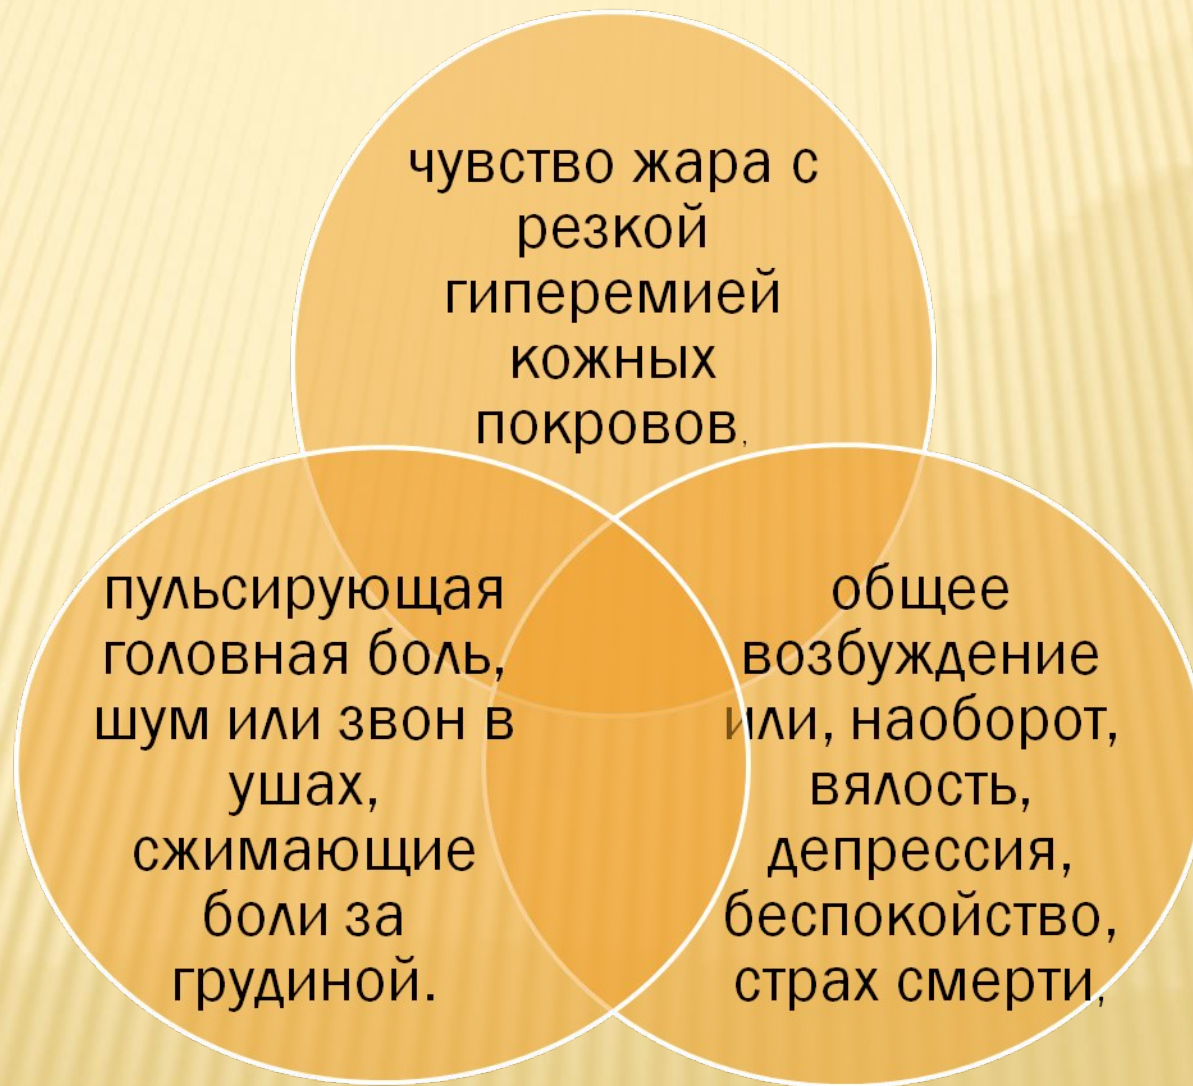 чувство жара с
резкой
гиперемией
кожных
покровов,
пульсирующая
головная боль,
шум или звон в
ушах,
сжимающие
боли за
грудиной.
общее
возбуждение
или, наоборот,
вялость,
депрессия,
беспокойство,
страх смерти,